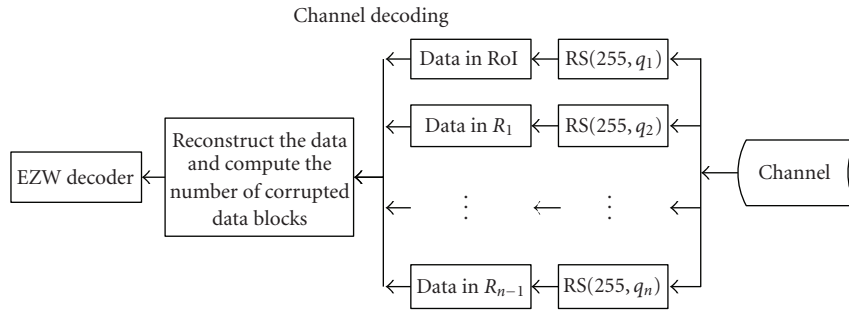 Channel decoding
Data in RoI
RS(255, q₁)
Data in R₁
RS(255, q₂)
Reconstruct the data
and compute the
number of corrupted
data blocks
EZW decoder
Channel
⋮
⋮
Data in Rₙ₋₁
RS(255, qₙ)